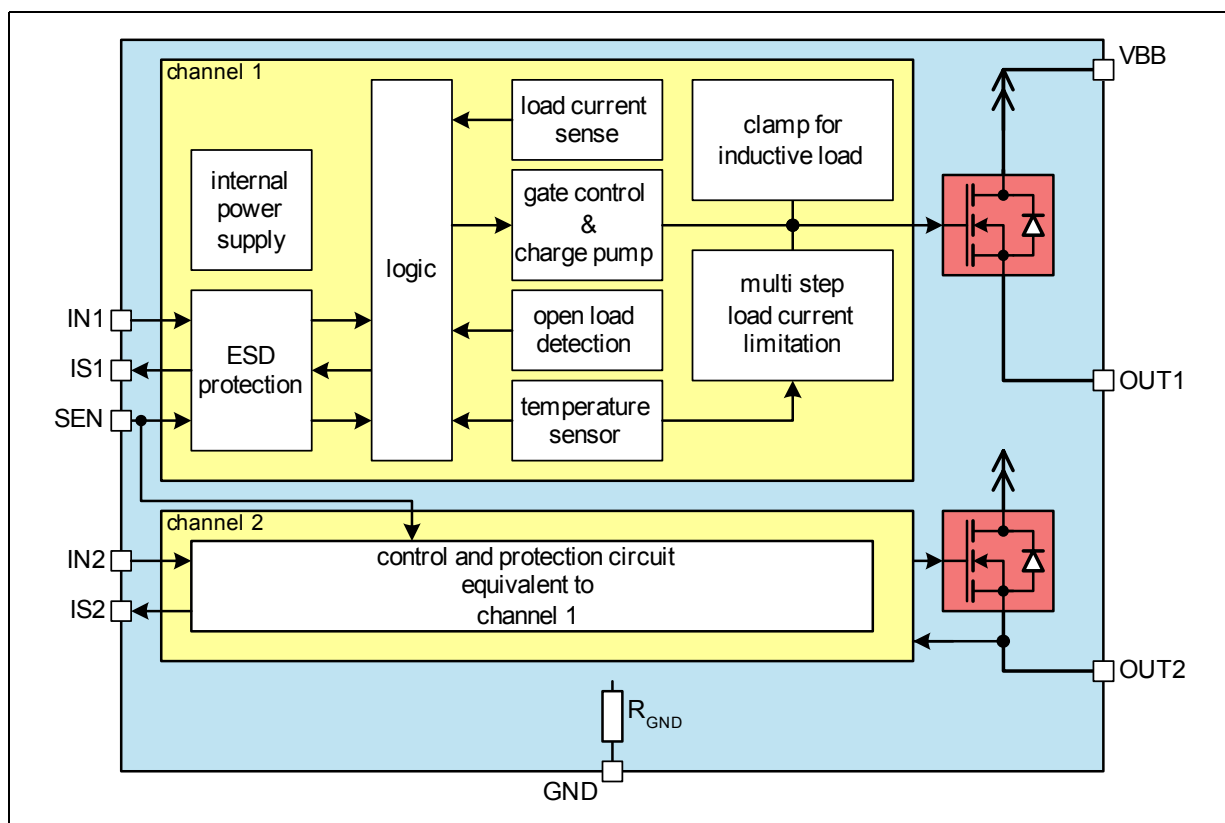 channel 1
VBB
internal
power
supply
logic
load current
sense
clamp for
inductive load
gate control
&
charge pump
multi step
load current
limitation
open load
detection
temperature
sensor
IN1
IS1
SEN
ESD
protection
OUT1
channel 2
IN2
IS2
control and protection circuit
equivalent to
channel 1
OUT2
RGND
GND